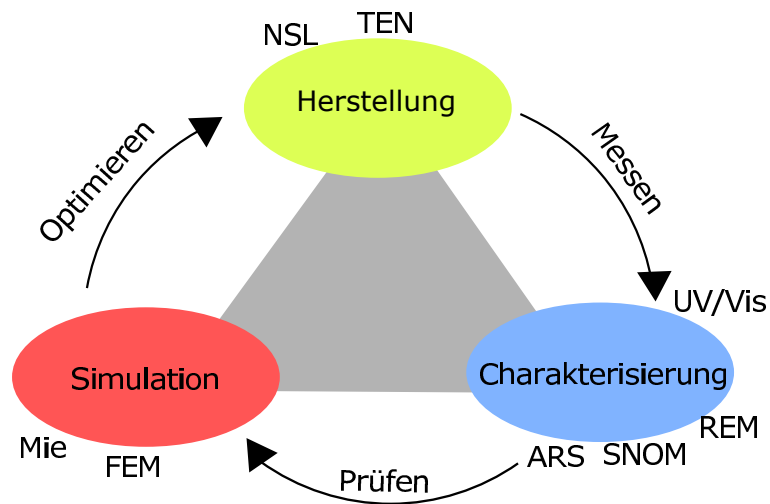 TEN
NSL
Herstellung
Optimieren
Messen
UV/Vis
Simulation
Charakterisierung
REM
Mie
FEM
ARS
SNOM
Prüfen